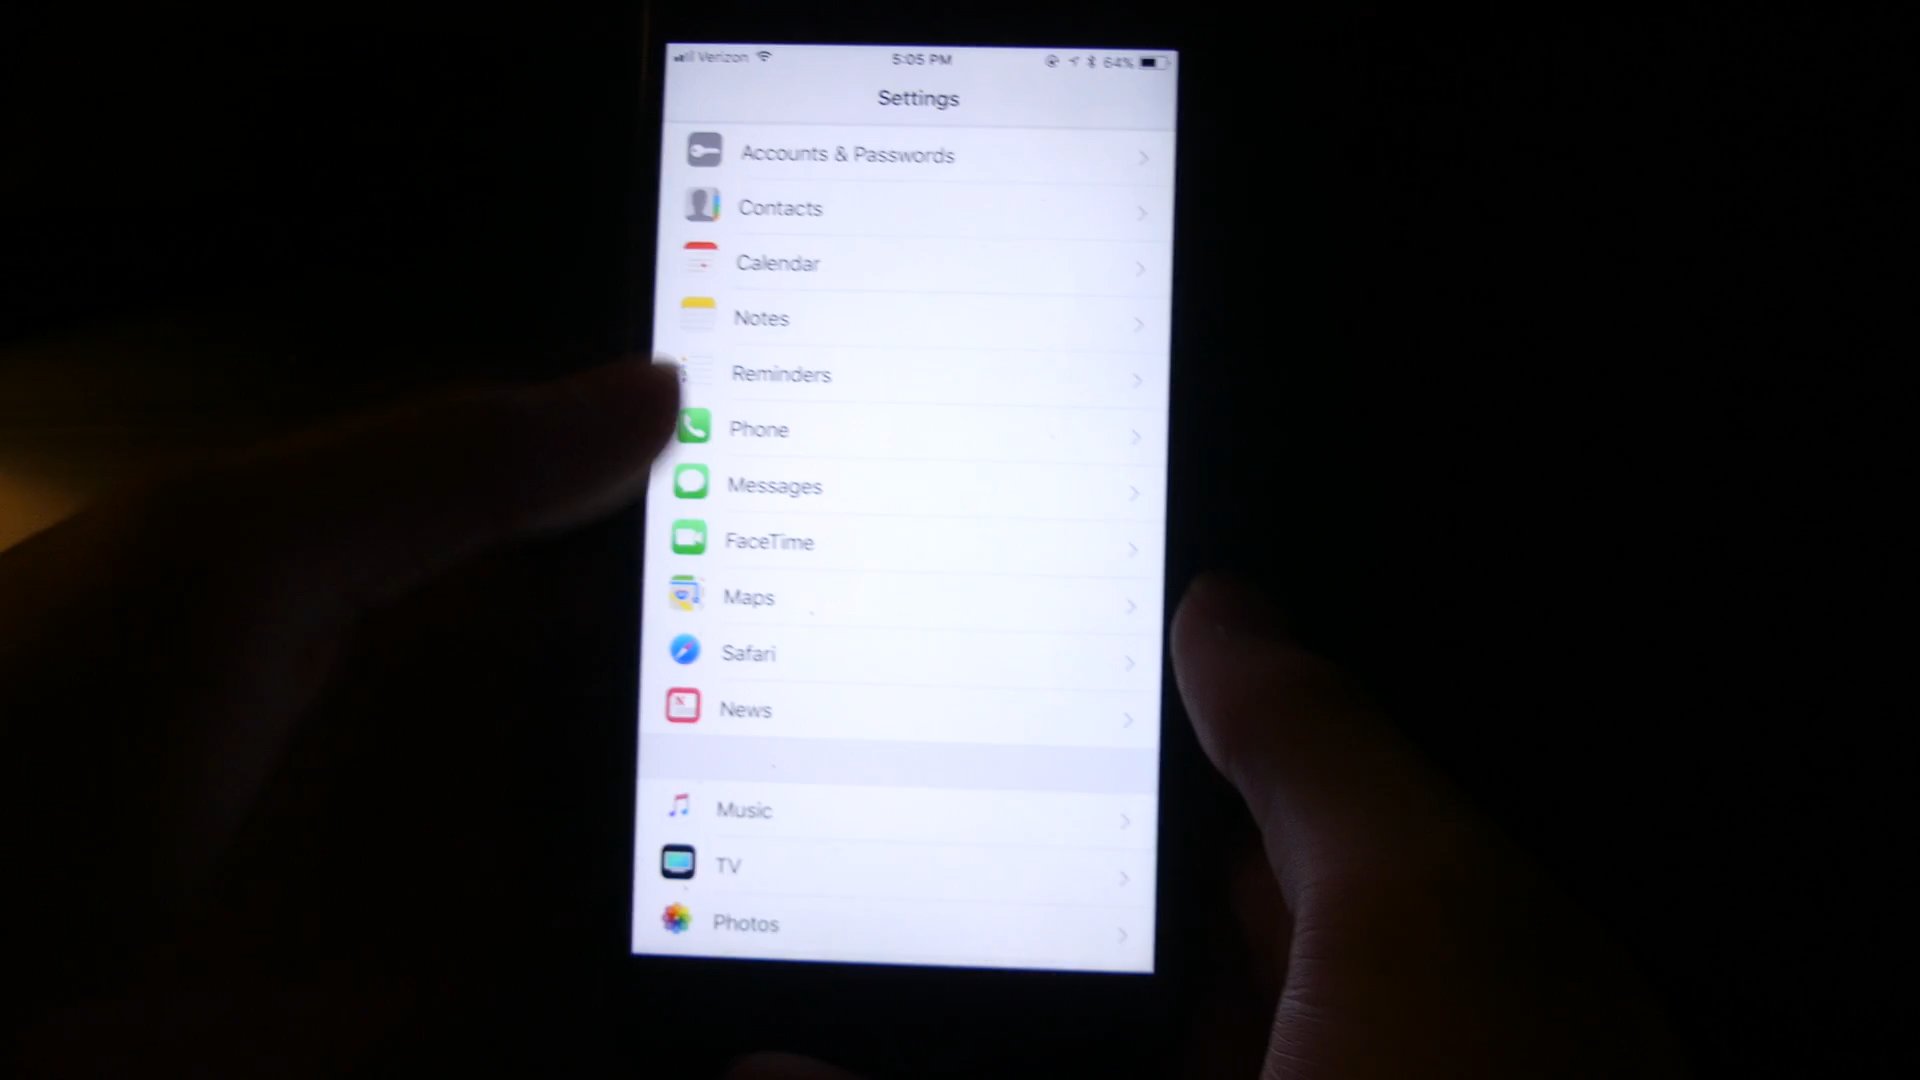 Verizon 5:05 PM 64%
Settings
Accounts & Passwords
Contacts
Calendar
Notes
Reminders
Phone
Messages
FaceTime
Maps
Safari
News
Music
TV
Photos